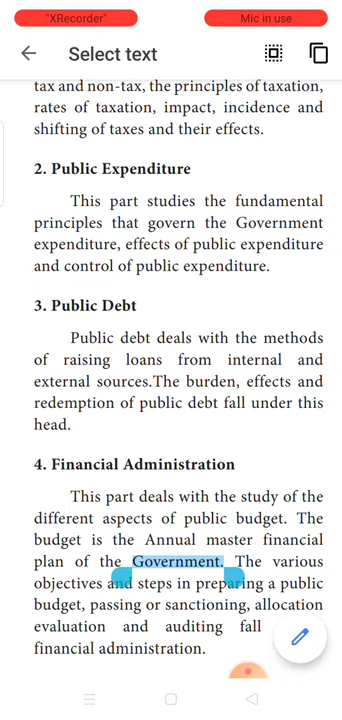 "XRecorder"
Mic in use
Select text
tax and non-tax, the principles of taxation,
rates of taxation, impact, incidence and
shifting of taxes and their effects.
2. Public Expenditure
This part studies the fundamental
principles that govern the Government
expenditure, effects of public expenditure
and control of public expenditure.
3. Public Debt
Public debt deals with the methods
of raising loans from internal and
external sources.The burden, effects and
redemption of public debt fall under this
head.
4. Financial Administration
This part deals with the study of the
different aspects of public budget. The
budget is the Annual master financial
plan of the Government. The various
objectives and steps in preparing a public
budget, passing or sanctioning, allocation
evaluation and auditing fall
financial administration.